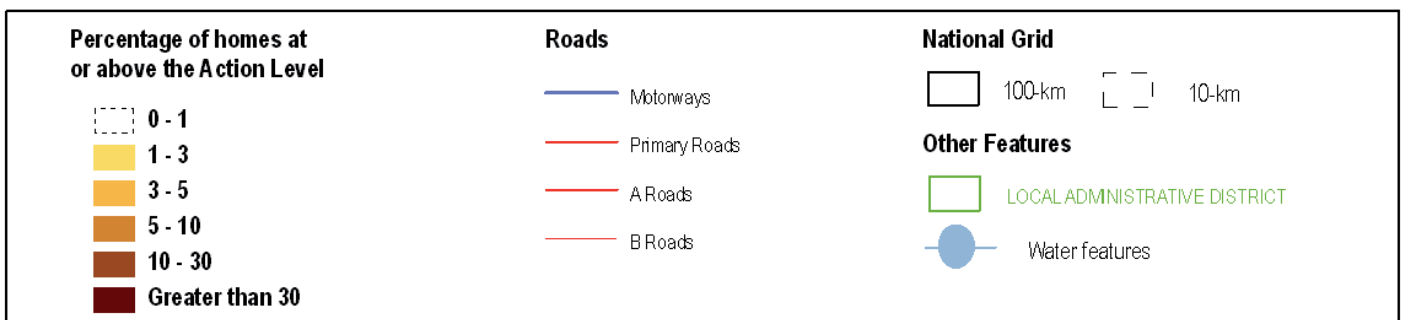 Percentage of homes at
or above the Action Level
0 - 1
1 - 3
3 - 5
5 - 10
10 - 30
Greater than 30
Roads
Motorways
Primary Roads
A Roads
B Roads
National Grid
100-km
10-km
Other Features
LOCAL ADMINISTRATIVE DISTRICT
Water features